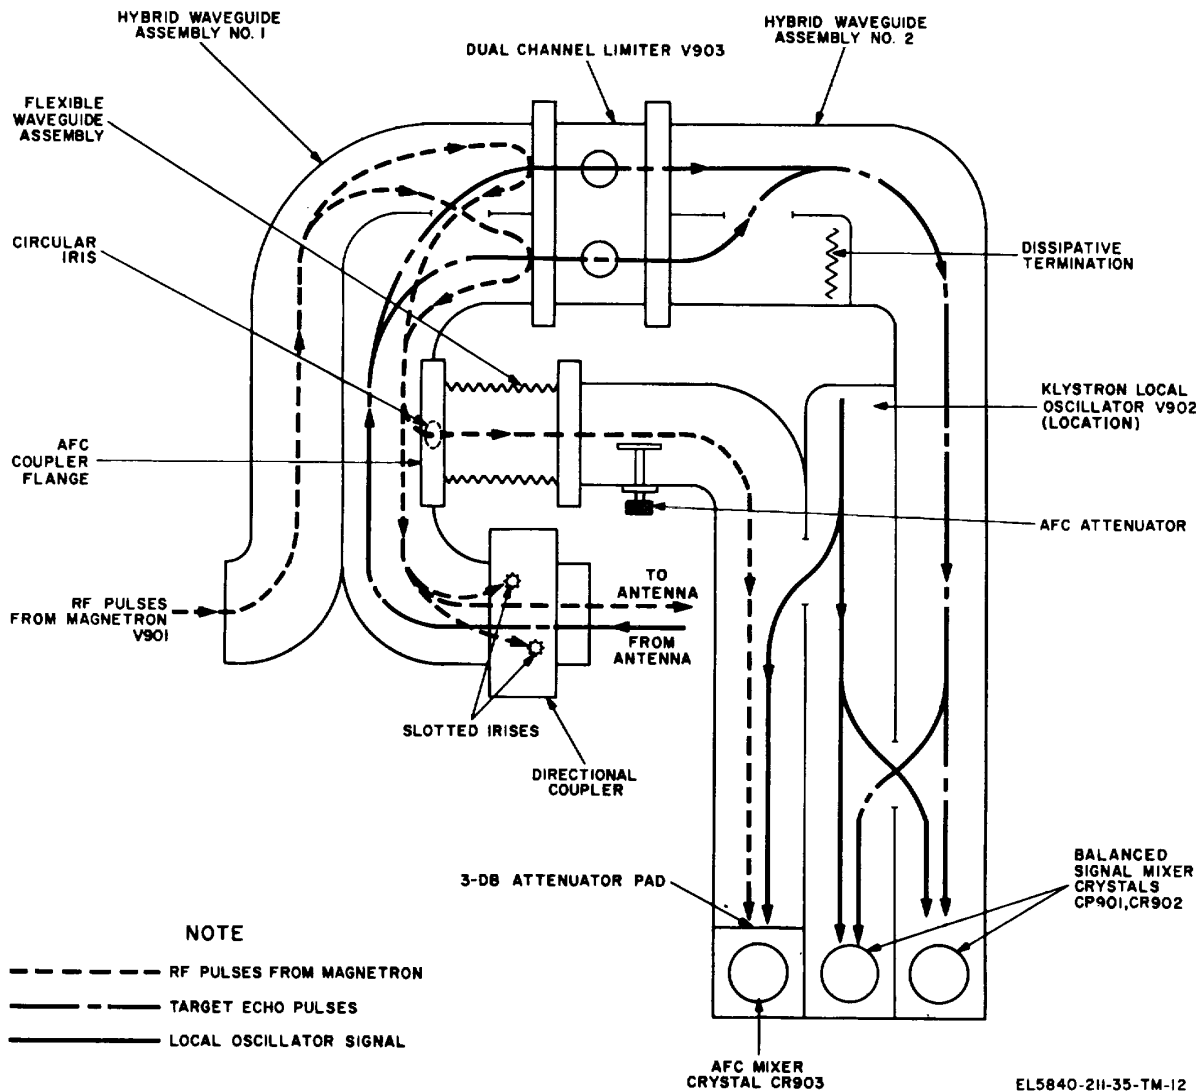 HYBRID WAVEGUIDE
ASSEMBLY NO. 1
DUAL CHANNEL LIMITER V903
HYBRID WAVEGUIDE
ASSEMBLY NO. 2
FLEXIBLE
WAVEGUIDE
ASSEMBLY
CIRCULAR
IRIS
DISSIPATIVE
TERMINATION
KLYSTRON LOCAL
OSCILLATOR V902
(LOCATION)
AFC
COUPLER
FLANGE
AFC ATTENUATOR
RF PULSES
FROM MAGNETRON
V901
TO
ANTENNA
FROM
ANTENNA
SLOTTED IRISES
DIRECTIONAL
COUPLER
3-DB ATTENUATOR PAD
BALANCED
SIGNAL MIXER
CRYSTALS
CP901,CR902
NOTE
RF PULSES FROM MAGNETRON
TARGET ECHO PULSES
LOCAL OSCILLATOR SIGNAL
AFC MIXER
CRYSTAL CR903
EL5840-211-35-TM-12